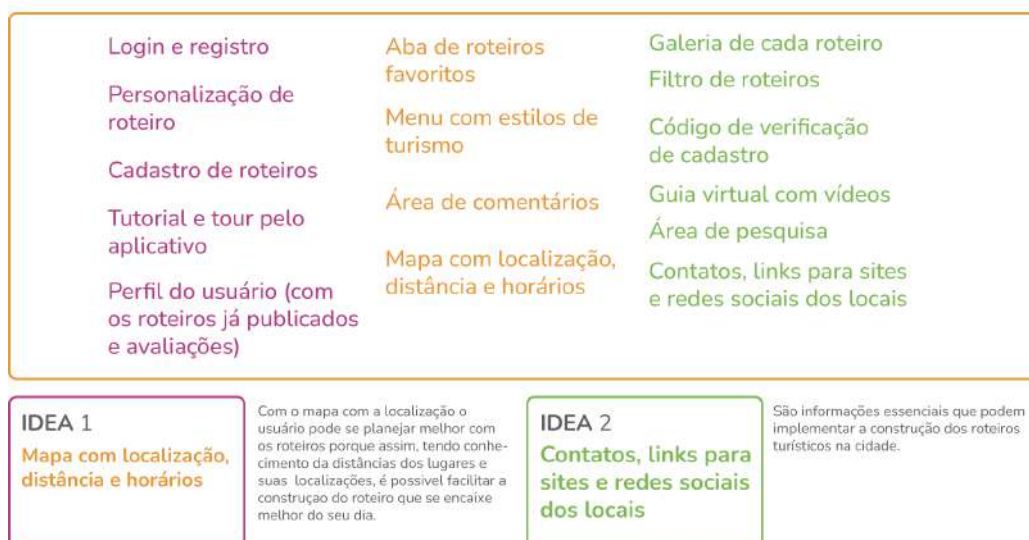 Login e registro
Personalização de
roteiro
Cadastro de roteiros
Tutorial e tour pelo
aplicativo
Perfil do usuário (com
os roteiros já publicados
e avaliações)
Aba de roteiros
favoritos
Menu com estilos de
turismo
Área de comentários
Mapa com localização,
distância e horários
Galeria de cada roteiro
Filtro de roteiros
Código de verificação
de cadastro
Guia virtual com vídeos
Área de pesquisa
Contatos, links para sites
e redes sociais dos locais
IDEA 1
Mapa com localização,
distância e horários
Com o mapa com a localização o
usuário pode se planejar melhor com
os roteiros porque assim, tendo conhe-
cimento da distâncias dos lugares e
suas localizações, é possivel facilitar a
construçao do roteiro que se encaixe
melhor do seu dia.
IDEA 2
Contatos, links para
sites e redes sociais
dos locais
São informações essenciais que podem
implementar a construção dos roteiros
turísticos na cidade.